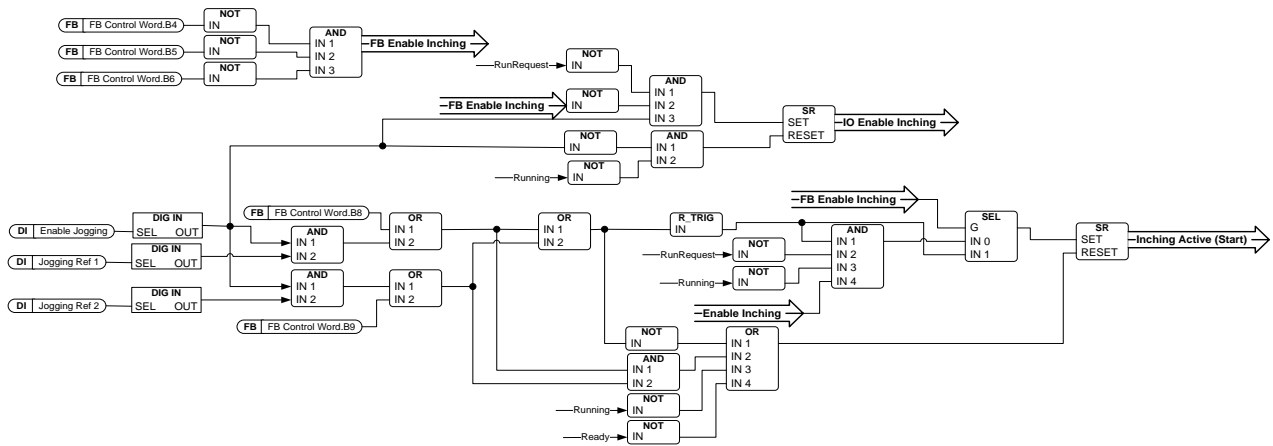 NOT
FB FB Control Word.B4 IN
AND
NOT
IN 1 FB Enable Inching
FB FB Control Word.B5 IN
IN 2
NOT
IN 3
FB FB Control Word.B6 IN
NOT
RunRequest IN
AND
NOT
IN 1
FB Enable Inching IN
IN 2
IN 3
SR
SET IO Enable Inching
RESET
NOT
IN
AND
IN 1
IN 2
NOT
Running IN
DIG IN
DI Enable Jogging SEL OUT
FB FB Control Word.B8
OR
IN 1
IN 2
AND
IN 1
IN 2
DIG IN
DI Jogging Ref 1 SEL OUT
AND
IN 1
IN 2
OR
IN 1
IN 2
DIG IN
DI Jogging Ref 2 SEL OUT
FB FB Control Word.B9
OR
IN 1
IN 2
R_TRIG
IN
FB Enable Inching
SEL
G
IN 0
IN 1
AND
IN 1
IN 2
IN 3
IN 4
NOT
RunRequest IN
NOT
Running IN
Enable Inching
SR
SET Inching Active (Start)
RESET
NOT
IN
OR
IN 1
IN 2
IN 3
IN 4
AND
IN 1
IN 2
NOT
Running IN
NOT
Ready IN